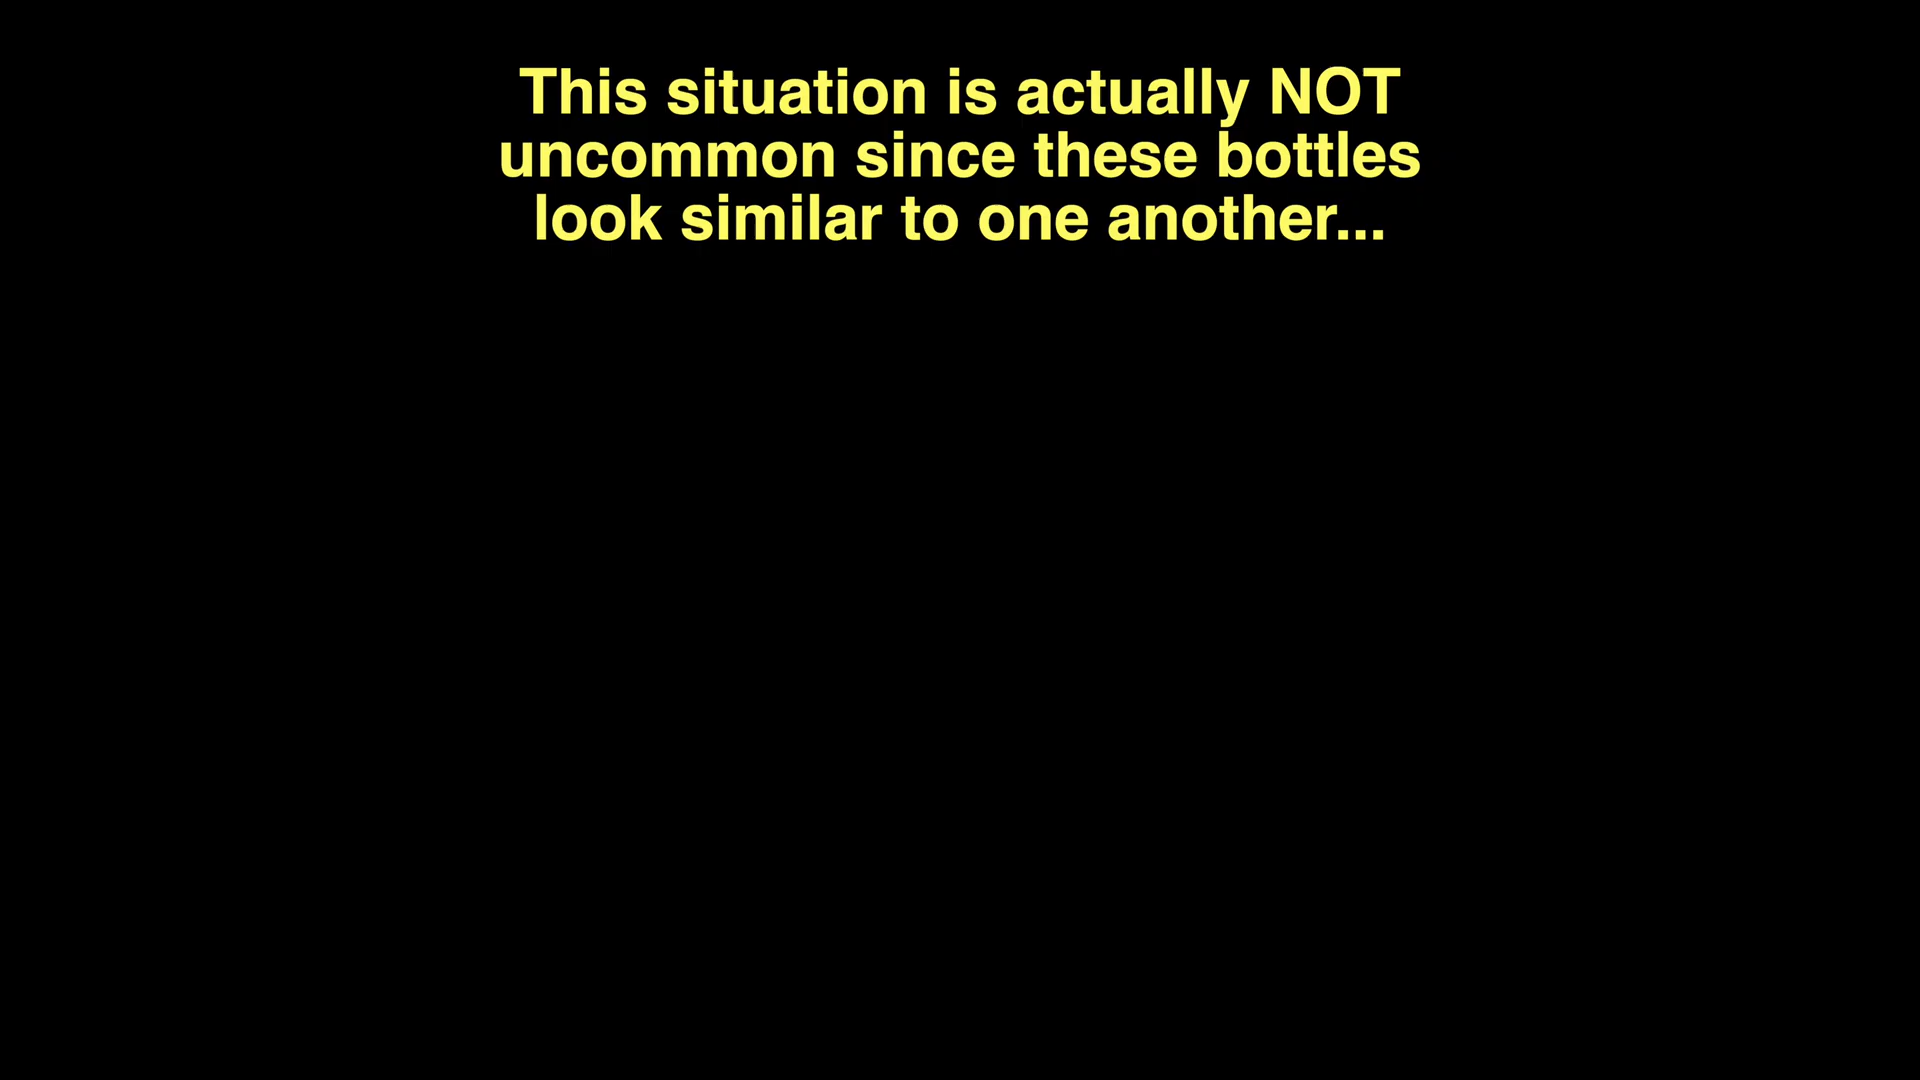 This situation is actually NOT
uncommon since these bottles
look similar to one another...